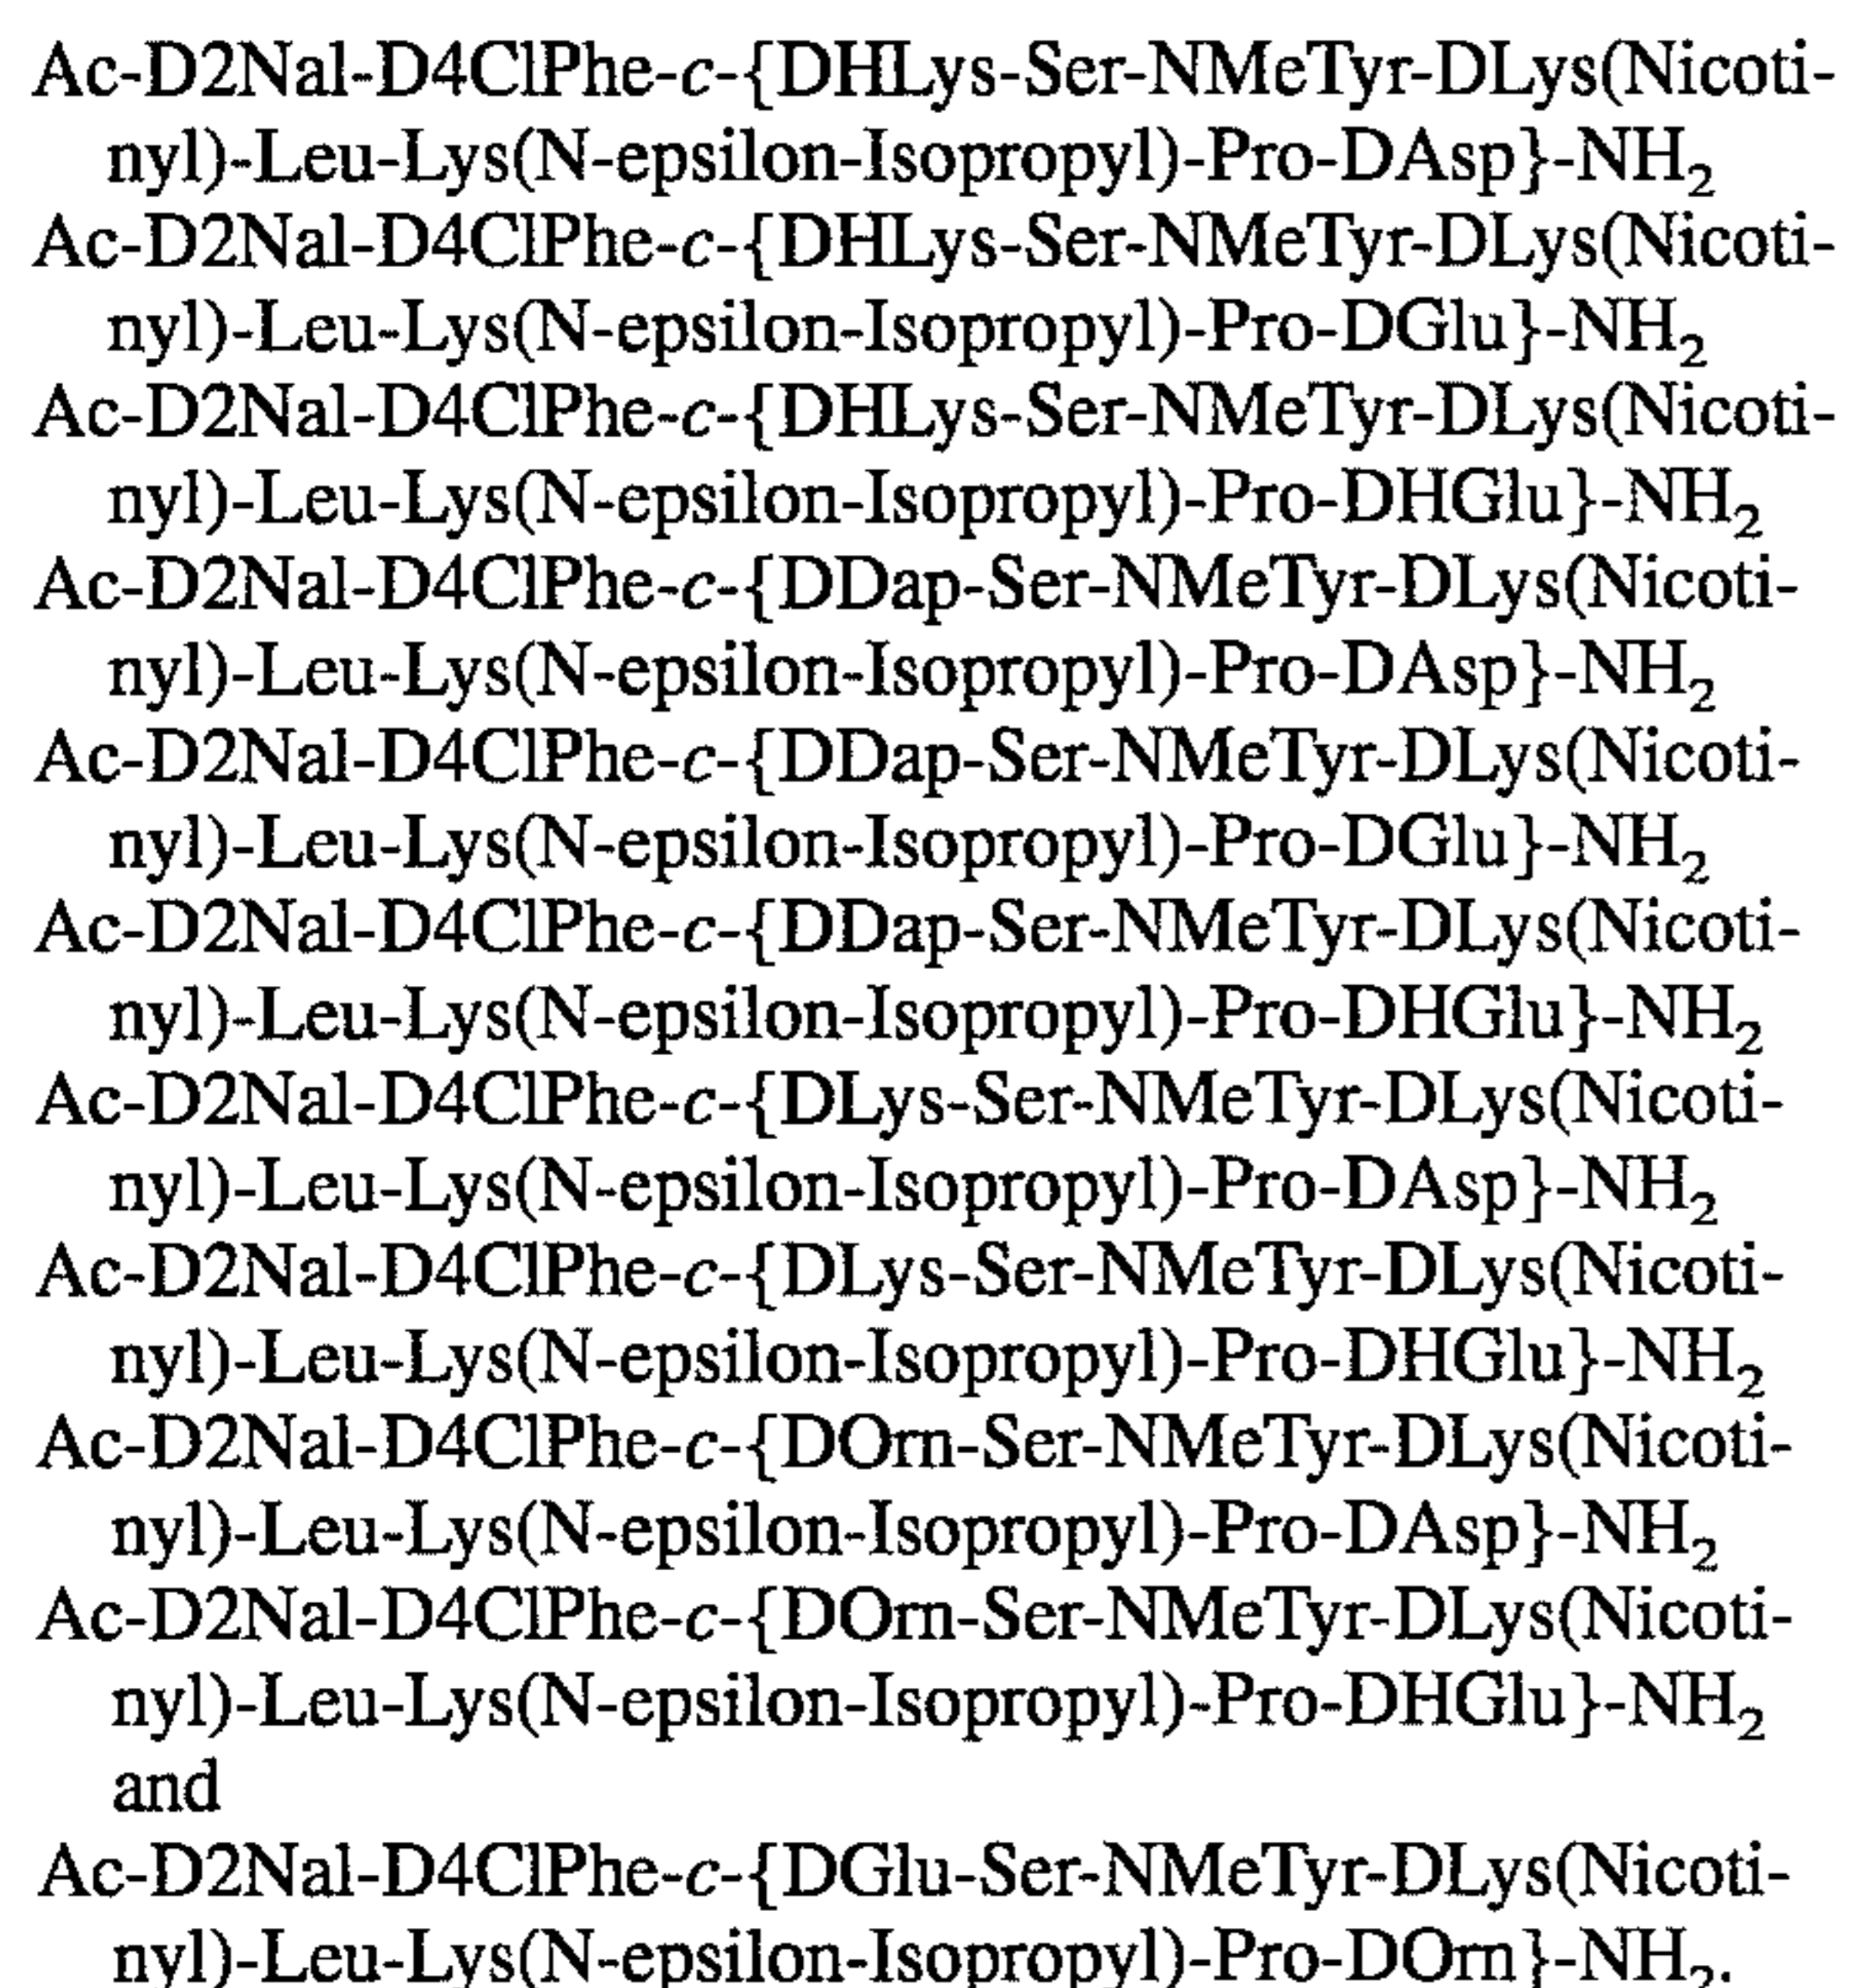 Ac-D2Nal-D4ClPhe-c-{DHLys-Ser-NMeTyr-DLys(Nicoti-
nyl)-Leu-Lys(N-epsilon-Isopropyl)-Pro-DAsp}-NH₂
Ac-D2Nal-D4ClPhe-c-{DHLys-Ser-NMeTyr-DLys(Nicoti-
nyl)-Leu-Lys(N-epsilon-Isopropyl)-Pro-DGlu}-NH₂
Ac-D2Nal-D4ClPhe-c-{DHLys-Ser-NMeTyr-DLys(Nicoti-
nyl)-Leu-Lys(N-epsilon-Isopropyl)-Pro-DHGlu}-NH₂
Ac-D2Nal-D4ClPhe-c-{DDap-Ser-NMeTyr-DLys(Nicoti-
nyl)-Leu-Lys(N-epsilon-Isopropyl)-Pro-DAsp}-NH₂
Ac-D2Nal-D4ClPhe-c-{DDap-Ser-NMeTyr-DLys(Nicoti-
nyl)-Leu-Lys(N-epsilon-Isopropyl)-Pro-DGlu}-NH₂
Ac-D2Nal-D4ClPhe-c-{DDap-Ser-NMeTyr-DLys(Nicoti-
nyl)-Leu-Lys(N-epsilon-Isopropyl)-Pro-DHGlu}-NH₂
Ac-D2Nal-D4ClPhe-c-{DLys-Ser-NMeTyr-DLys(Nicoti-
nyl)-Leu-Lys(N-epsilon-Isopropyl)-Pro-DAsp}-NH₂
Ac-D2Nal-D4ClPhe-c-{DLys-Ser-NMeTyr-DLys(Nicoti-
nyl)-Leu-Lys(N-epsilon-Isopropyl)-Pro-DHGlu}-NH₂
Ac-D2Nal-D4ClPhe-c-{DOrn-Ser-NMeTyr-DLys(Nicoti-
nyl)-Leu-Lys(N-epsilon-Isopropyl)-Pro-DAsp}-NH₂
Ac-D2Nal-D4ClPhe-c-{DOrn-Ser-NMeTyr-DLys(Nicoti-
nyl)-Leu-Lys(N-epsilon-Isopropyl)-Pro-DHGlu}-NH₂
and
Ac-D2Nal-D4ClPhe-c-{DGlu-Ser-NMeTyr-DLys(Nicoti-
nyl)-Leu-Lys(N-epsilon-Isopropyl)-Pro-DOrn}-NH₂.